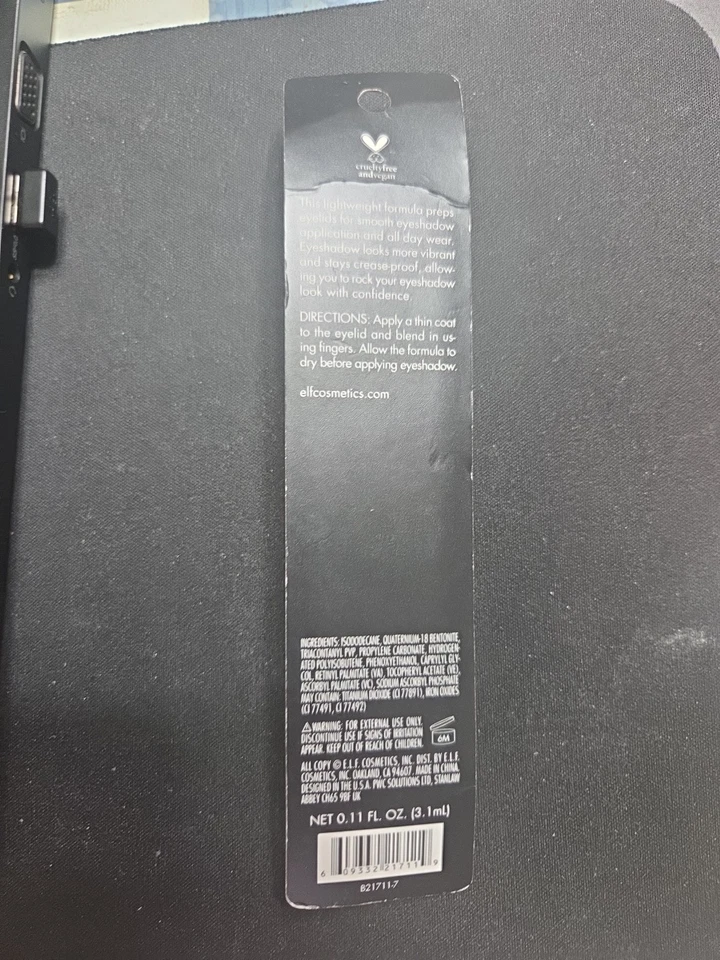 crueltyfree
andvegan
This lightweight formula preps
eyelids for smooth eyeshadow
application and all day wear.
Eyeshadow looks more vibrant
and stays crease-proof, allow-
ing you to rock your eyeshadow
look with confidence.
DIRECTIONS: Apply a thin coat
to the eyelid and blend in us-
ing fingers. Allow the formula to
dry before applying eyeshadow.
elfcosmetics.com
INGREDIENTS: ISODODECANE, QUATERNIUM-18 BENTONITE,
TRIACONTANYL PVP, PROPYLENE CARBONATE, HYDROGEN-
ATED POLYISOBUTENE, PHENOXYETHANOL, CAPRYLYL GLY-
COL, RETINYL PALMITATE (VA), TOCOPHERYL ACETATE (VE),
ASCORBYL PALMITATE (VC), SODIUM ASCORBYL PHOSPHATE
MAY CONTAIN: TITANIUM DIOXIDE (CI 77891), IRON OXIDES
(CI 77491, CI 77492)
WARNING: FOR EXTERNAL USE ONLY.
DISCONTINUE USE IF SIGNS OF IRRITATION
APPEAR. KEEP OUT OF REACH OF CHILDREN.
6M
ALL COPY © E.L.F. COSMETICS, INC. DIST. BY E.L.F.
COSMETICS, INC. OAKLAND, CA 94607. MADE IN CHINA.
DESIGNED IN THE U.S.A. PWC SOLUTIONS LTD, STANLAW
ABBEY CH65 9BF UK
NET 0.11 FL. OZ. (3.1mL)
6 09332 21711 9
B21711-7